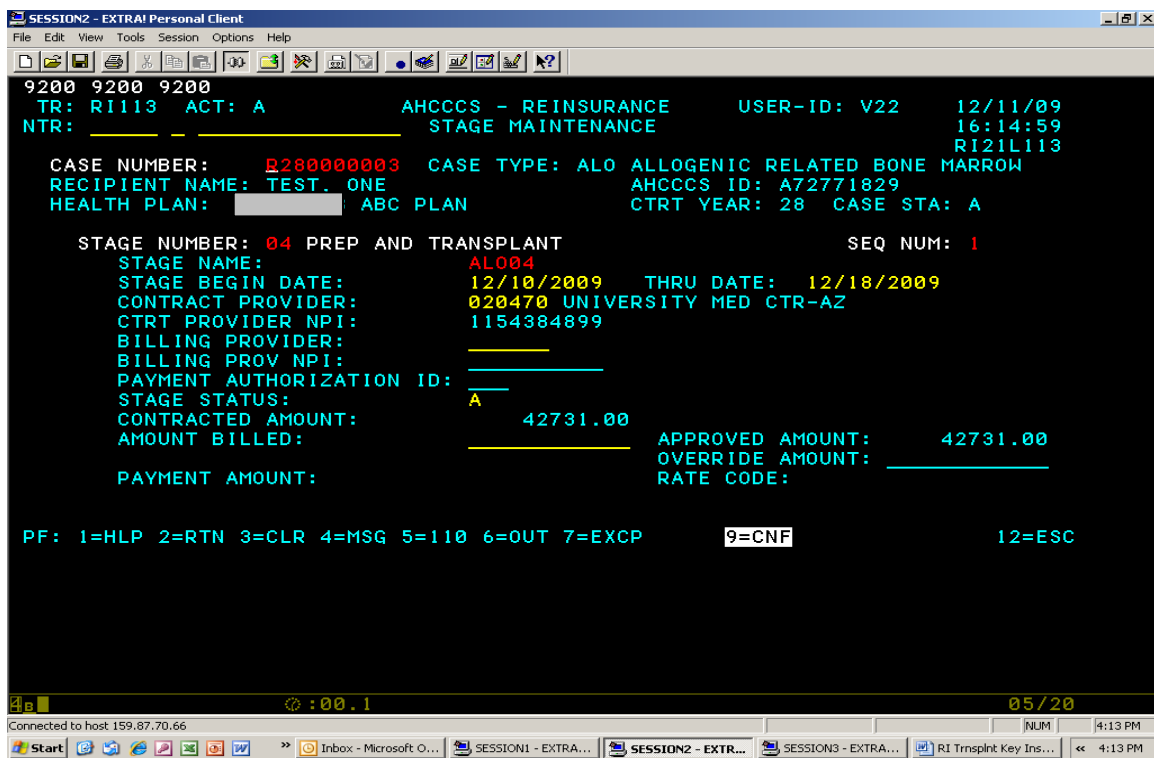 SESSION2 - EXTRA! Personal Client
File Edit View Tools Session Options Help
9200 9200 9200
TR: RI113 ACT: A AHCCCS - REINSURANCE USER-ID: V22 12/11/09
NTR: STAGE MAINTENANCE 16:14:59
RI21L113
CASE NUMBER: R280000003 CASE TYPE: ALO ALLOGENIC RELATED BONE MARROW
RECIPIENT NAME: TEST. ONE AHCCCS ID: A72771829
HEALTH PLAN: ABC PLAN CTRT YEAR: 28 CASE STA: A
STAGE NUMBER: 04 PREP AND TRANSPLANT SEQ NUM: 1
STAGE NAME: ALO04
STAGE BEGIN DATE: 12/10/2009 THRU DATE: 12/18/2009
CONTRACT PROVIDER: 020470 UNIVERSITY MED CTR-AZ
CTRT PROVIDER NPI: 1154384899
BILLING PROVIDER:
BILLING PROV NPI:
PAYMENT AUTHORIZATION ID:
STAGE STATUS: A
CONTRACTED AMOUNT: 42731.00
AMOUNT BILLED: APPROVED AMOUNT: 42731.00
OVERRIDE AMOUNT:
PAYMENT AMOUNT: RATE CODE:
PF: 1=HLP 2=RTN 3=CLR 4=MSG 5=110 6=OUT 7=EXCP 9=CNF 12=ESC
4B :00.1 05/20
Connected to host 159.87.70.66 NUM 4:13 PM
Start » Inbox - Microsoft O... SESSION1 - EXTRA... SESSION2 - EXTR... SESSION3 - EXTRA... RI Trnsplnt Key Ins... « 4:13 PM